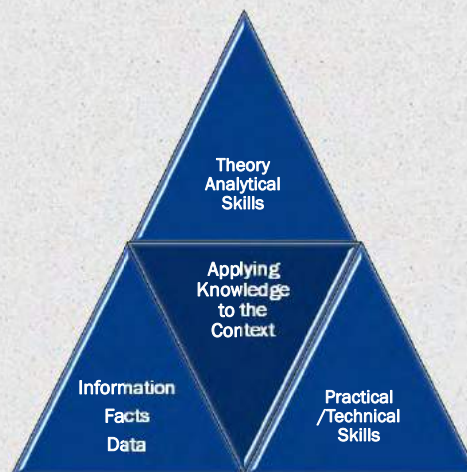 Theory
Analytical
Skills
Applying
Knowledge
to the
Context
Information
Facts
Data
Practical
/Technical
Skills